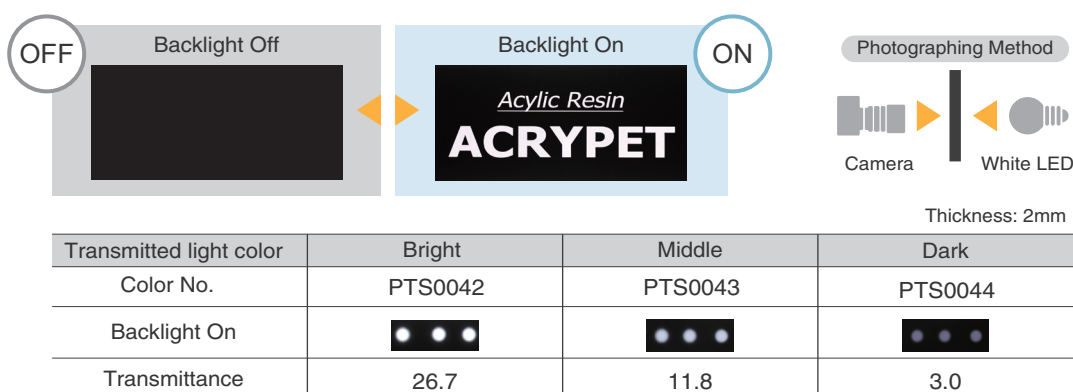 OFF
Backlight Off
Backlight On
ON
Acylic Resin
ACRYPET
Photographing Method
Camera
White LED
Thickness: 2mm
Transmitted light color Bright Middle Dark
Color No. PTS0042 PTS0043 PTS0044
Backlight On
Transmittance 26.7 11.8 3.0